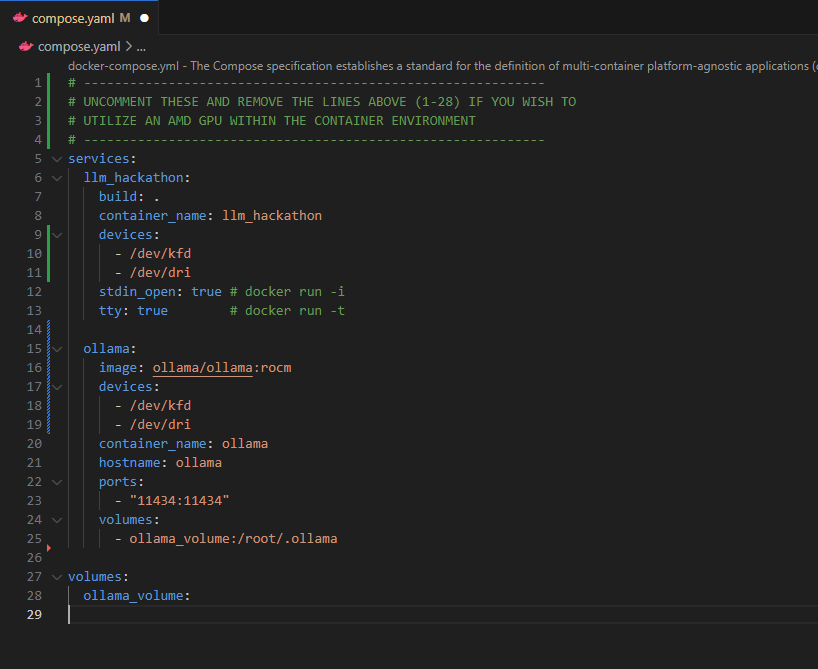 compose.yaml M
compose.yaml > ...
docker-compose.yml - The Compose specification establishes a standard for the definition of multi-container platform-agnostic applications (
1 # ------------------------------------------------------------
2 # UNCOMMENT THESE AND REMOVE THE LINES ABOVE (1-28) IF YOU WISH TO
3 # UTILIZE AN AMD GPU WITHIN THE CONTAINER ENVIRONMENT
4 # ------------------------------------------------------------
5 services:
6   llm_hackathon:
7     build: .
8     container_name: llm_hackathon
9     devices:
10       - /dev/kfd
11       - /dev/dri
12     stdin_open: true # docker run -i
13     tty: true        # docker run -t
14
15   ollama:
16     image: ollama/ollama:rocm
17     devices:
18       - /dev/kfd
19       - /dev/dri
20     container_name: ollama
21     hostname: ollama
22     ports:
23       - "11434:11434"
24     volumes:
25       - ollama_volume:/root/.ollama
26
27 volumes:
28   ollama_volume:
29